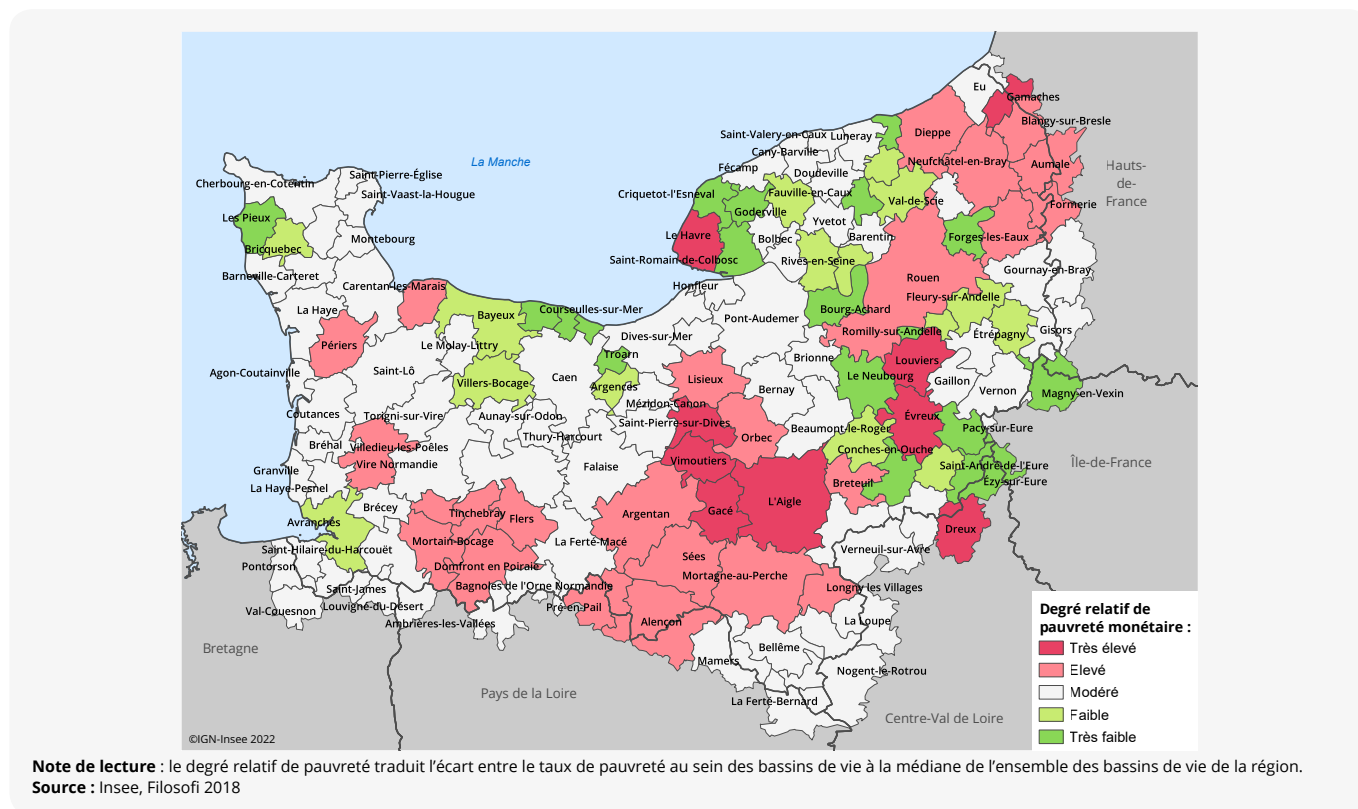 Eu
Gamaches
Blangy-sur-Bresle
Saint-Valery-en-Caux
Luneray
Dieppe
La Manche
Cany-Barville
Neufchâtel-en-Bray
Aumale
Hauts-
de-
France
Fécamp
Doudeville
Saint-Pierre-Église
Cherbourg-en-Cotentin
Saint-Vaast-la-Hougue
Criquetot-l'Esneval
Fauville-en-Caux
Val-de-Scie
Formerie
Les Pieux
Goderville
Yvetot
Le Havre
Bolbec
Barentin
Forges-les-Eaux
Montebourg
Bricquebec
Saint-Romain-de-Colbosc
Rives-en-Seine
Gournay-en-Bray
Barneville-Carteret
Rouen
Carentan-les-Marais
Honfleur
Fleury-sur-Andelle
La Haye
Courseulles-sur-Mer
Bourg-Achard
Bayeux
Pont-Audemer
Romilly-sur-Andelle
Étrépagny
Gisors
Périers
Le Molay-Littry
Dives-sur-Mer
Troarn
Brionne
Louviers
Agon-Coutainville
Saint-Lô
Villers-Bocage
Caen
Argences
Lisieux
Bernay
Le Neubourg
Gaillon
Vernon
Magny-en-Vexin
Mézidon-Canon
Coutances
Torigni-sur-Vire
Aunay-sur-Odon
Saint-Pierre-sur-Dives
Évreux
Beaumont-le-Roger
Pacy-sur-Eure
Bréhal
Villedieu-les-Poêles
Thury-Harcourt
Orbec
Conches-en-Ouche
Vire Normandie
Vimoutiers
Falaise
Saint-André-de-l'Eure
Île-de-France
Granville
Breteuil
Ézy-sur-Eure
La Haye-Pesnel
L'Aigle
Brécey
Tinchebray
Flers
Argentan
Gacé
Avranches
Dreux
Mortain-Bocage
La Ferté-Macé
Saint-Hilaire-du-Harcouët
Verneuil-sur-Avre
Sées
Pontorson
Domfront en Poiraie
Mortagne-au-Perche
Saint-James
Bagnoles de l'Orne Normandie
Longny les Villages
Val-Couesnon
Louvigné-du-Désert
Pré-en-Pail
Ambrières-les-Vallées
Alençon
La Loupe
Bretagne
Bellême
Mamers
Nogent-le-Rotrou
Pays de la Loire
La Ferté-Bernard
Centre-Val de Loire
Degré relatif de
pauvreté monétaire :
Très élevé
Elevé
Modéré
Faible
Très faible
©IGN-Insee 2022
Note de lecture : le degré relatif de pauvreté traduit l’écart entre le taux de pauvreté au sein des bassins de vie à la médiane de l’ensemble des bassins de vie de la région.
Source : Insee, Filosofi 2018